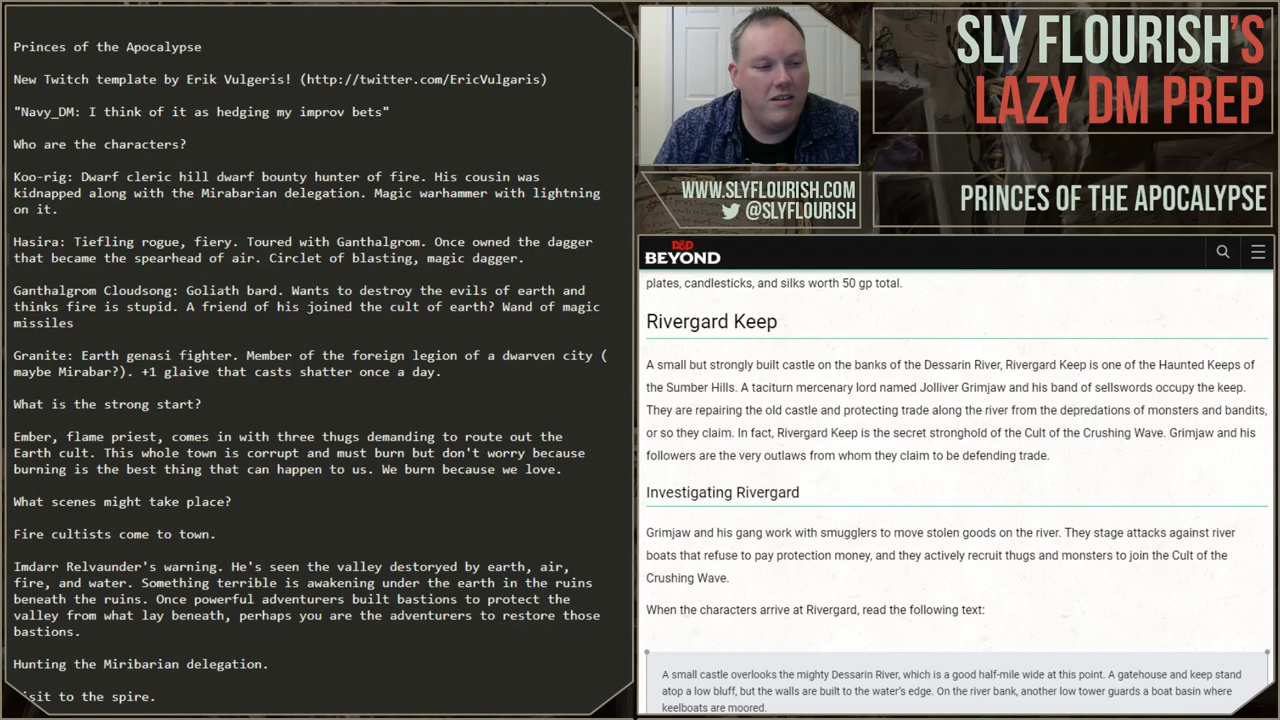 Princes of the Apocalypse
New Twitch template by Erik Vulgeris! (http://twitter.com/EricVulgaris)
"Navy_DM: I think of it as hedging my improv bets"
Who are the characters?
Koo-rig: Dwarf cleric hill dwarf bounty hunter of fire. His cousin was
kidnapped along with the Mirabarian delegation. Magic warhammer with lightning
on it.
Hasira: Tiefling rogue, fiery. Toured with Ganthalgrom. Once owned the dagger
that became the spearhead of air. Circlet of blasting, magic dagger.
Ganthalgrom Cloudsong: Goliath bard. Wants to destroy the evils of earth and
thinks fire is stupid. A friend of his joined the cult of earth? Wand of magic
missiles
Granite: Earth genasi fighter. Member of the foreign legion of a dwarven city (
maybe Mirabar?). +1 glaive that casts shatter once a day.
What is the strong start?
Ember, flame priest, comes in with three thugs demanding to route out the
Earth cult. This whole town is corrupt and must burn but don't worry because
burning is the best thing that can happen to us. We burn because we love.
What scenes might take place?
Fire cultists come to town.
Imdarr Relvaunder's warning. He's seen the valley destoryed by earth, air,
fire, and water. Something terrible is awakening under the earth in the ruins
beneath the ruins. Once powerful adventurers built bastions to protect the
valley from what lay beneath, perhaps you are the adventurers to restore those
bastions.
Hunting the Miribarian delegation.
isit to the spire.
SLY FLOURISH'S
LAZY DM PREP
WWW.SLYFLOURISH.COM
@SLYFLOURISH
PRINCES OF THE APOCALYPSE
D&D
BEYOND
plates, candlesticks, and silks worth 50 gp total.
Rivergard Keep
A small but strongly built castle on the banks of the Dessarin River, Rivergard Keep is one of the Haunted Keeps of
the Sumber Hills. A taciturn mercenary lord named Jolliver Grimjaw and his band of sellswords occupy the keep.
They are repairing the old castle and protecting trade along the river from the depredations of monsters and bandits,
or so they claim. In fact, Rivergard Keep is the secret stronghold of the Cult of the Crushing Wave. Grimjaw and his
followers are the very outlaws from whom they claim to be defending trade.
Investigating Rivergard
Grimjaw and his gang work with smugglers to move stolen goods on the river. They stage attacks against river
boats that refuse to pay protection money, and they actively recruit thugs and monsters to join the Cult of the
Crushing Wave.
When the characters arrive at Rivergard, read the following text:
A small castle overlooks the mighty Dessarin River, which is a good half-mile wide at this point. A gatehouse and keep stand
atop a low bluff, but the walls are built to the water's edge. On the river bank, another low tower guards a boat basin where
keelboats are moored.